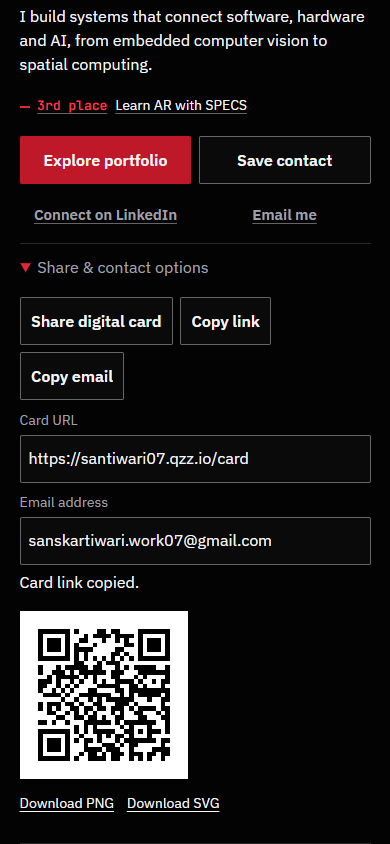 I build systems that connect software, hardware
and AI, from embedded computer vision to
spatial computing.
— 3rd place Learn AR with SPECS
Explore portfolio Save contact
Connect on LinkedIn Email me
▼ Share & contact options
Share digital card Copy link
Copy email
Card URL
https://santiwari07.qzz.io/card
Email address
sanskartiwari.work07@gmail.com
Card link copied.
Download PNG Download SVG